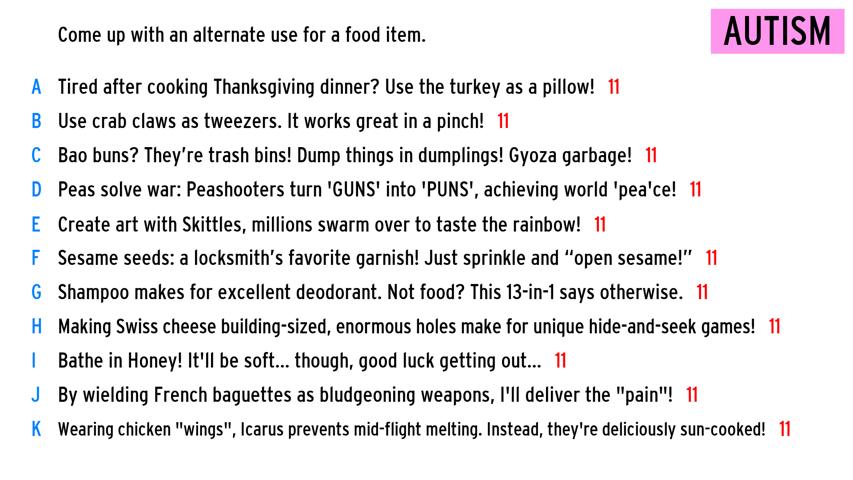 Come up with an alternate use for a food item.
AUTISM
A Tired after cooking Thanksgiving dinner? Use the turkey as a pillow! 11
B Use crab claws as tweezers. It works great in a pinch! 11
C Bao buns? They’re trash bins! Dump things in dumplings! Gyoza garbage! 11
D Peas solve war: Peashooters turn 'GUNS' into 'PUNS', achieving world 'pea'ce! 11
E Create art with Skittles, millions swarm over to taste the rainbow! 11
F Sesame seeds: a locksmith’s favorite garnish! Just sprinkle and “open sesame!” 11
G Shampoo makes for excellent deodorant. Not food? This 13-in-1 says otherwise. 11
H Making Swiss cheese building-sized, enormous holes make for unique hide-and-seek games! 11
I Bathe in Honey! It'll be soft... though, good luck getting out... 11
J By wielding French baguettes as bludgeoning weapons, I'll deliver the "pain"! 11
K Wearing chicken "wings", Icarus prevents mid-flight melting. Instead, they're deliciously sun-cooked! 11